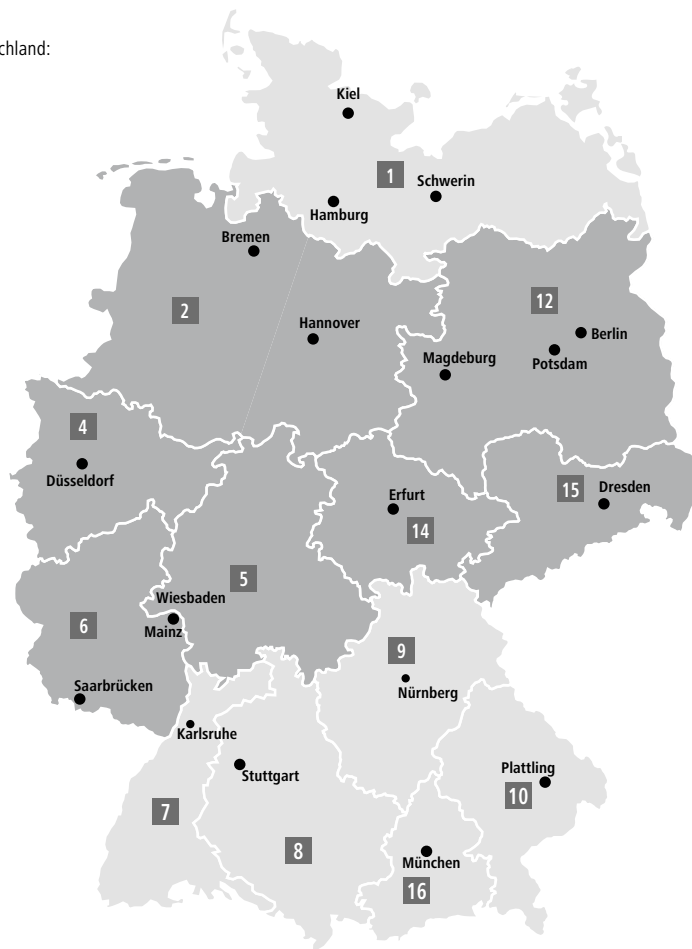 chland:
Kiel
1
Schwerin
Hamburg
Bremen
2
12
Hannover
Berlin
Potsdam
Magdeburg
4
Düsseldorf
15
Dresden
Erfurt
14
5
Wiesbaden
6
Mainz
9
Saarbrücken
Nürnberg
Karlsruhe
Stuttgart
Plattling
10
7
8
München
16